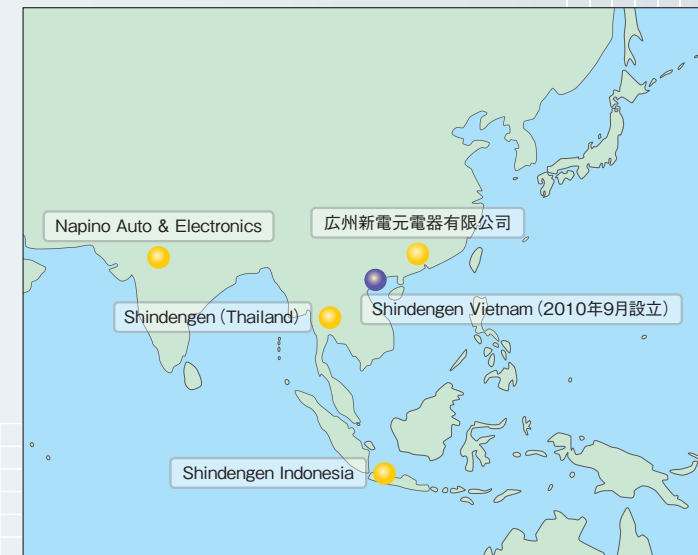 Napino Auto & Electronics
広州新電元電器有限公司
Shindengen（Thailand）
Shindengen Vietnam（2010年9月設立）
Shindengen Indonesia